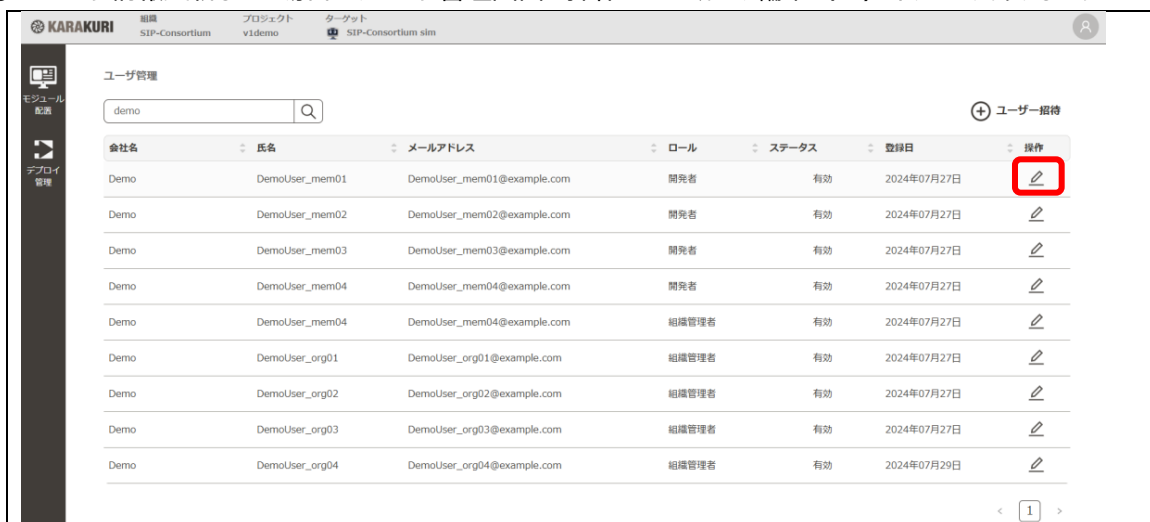 KARAKURI
組織 プロジェクト ターゲット
SIP-Consortium v1demo SIP-Consortium sim
モジュール
配置
デプロイ
管理
ユーザ管理
demo
ユーザー招待
会社名 氏名 メールアドレス ロール ステータス 登録日 操作
Demo DemoUser_mem01 DemoUser_mem01@example.com 開発者 有効 2024年07月27日
Demo DemoUser_mem02 DemoUser_mem02@example.com 開発者 有効 2024年07月27日
Demo DemoUser_mem03 DemoUser_mem03@example.com 開発者 有効 2024年07月27日
Demo DemoUser_mem04 DemoUser_mem04@example.com 開発者 有効 2024年07月27日
Demo DemoUser_mem04 DemoUser_mem04@example.com 組織管理者 有効 2024年07月27日
Demo DemoUser_org01 DemoUser_org01@example.com 組織管理者 有効 2024年07月27日
Demo DemoUser_org02 DemoUser_org02@example.com 組織管理者 有効 2024年07月27日
Demo DemoUser_org03 DemoUser_org03@example.com 組織管理者 有効 2024年07月27日
Demo DemoUser_org04 DemoUser_org04@example.com 組織管理者 有効 2024年07月29日
< 1 >